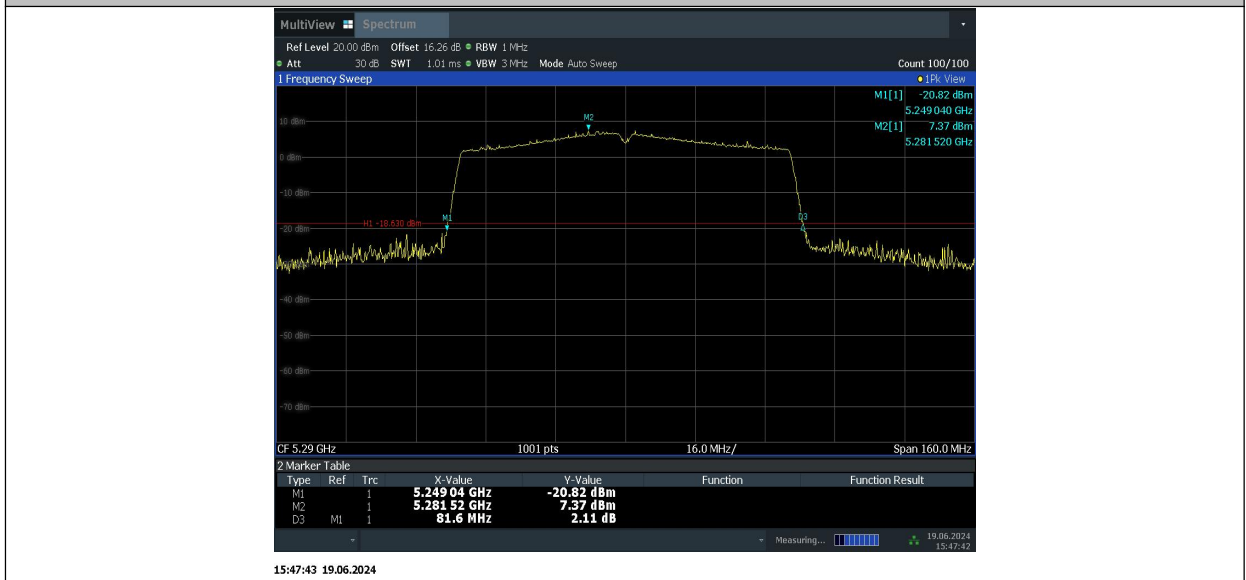 MultiView Spectrum
Ref Level 20.00 dBm Offset 16.26 dB RBW 1 MHz
Att 30 dB SWT 1.01 ms VBW 3 MHz Mode Auto Sweep Count 100/100
1 Frequency Sweep 1Pk View
M1[1] -20.82 dBm
5.249 040 GHz
M2[1] 7.37 dBm
5.281 520 GHz
M2
10 dBm
0 dBm
-10 dBm
M1
D3
H1 -18.630 dBm
-20 dBm
-40 dBm
-50 dBm
-60 dBm
-70 dBm
CF 5.29 GHz 1001 pts 16.0 MHz/ Span 160.0 MHz
2 Marker Table
Type Ref Trc X-Value Y-Value Function Function Result
M1 1 5.249 04 GHz -20.82 dBm
M2 1 5.281 52 GHz 7.37 dBm
D3 M1 1 81.6 MHz 2.11 dB
Measuring... 19.06.2024
15:47:42
15:47:43 19.06.2024